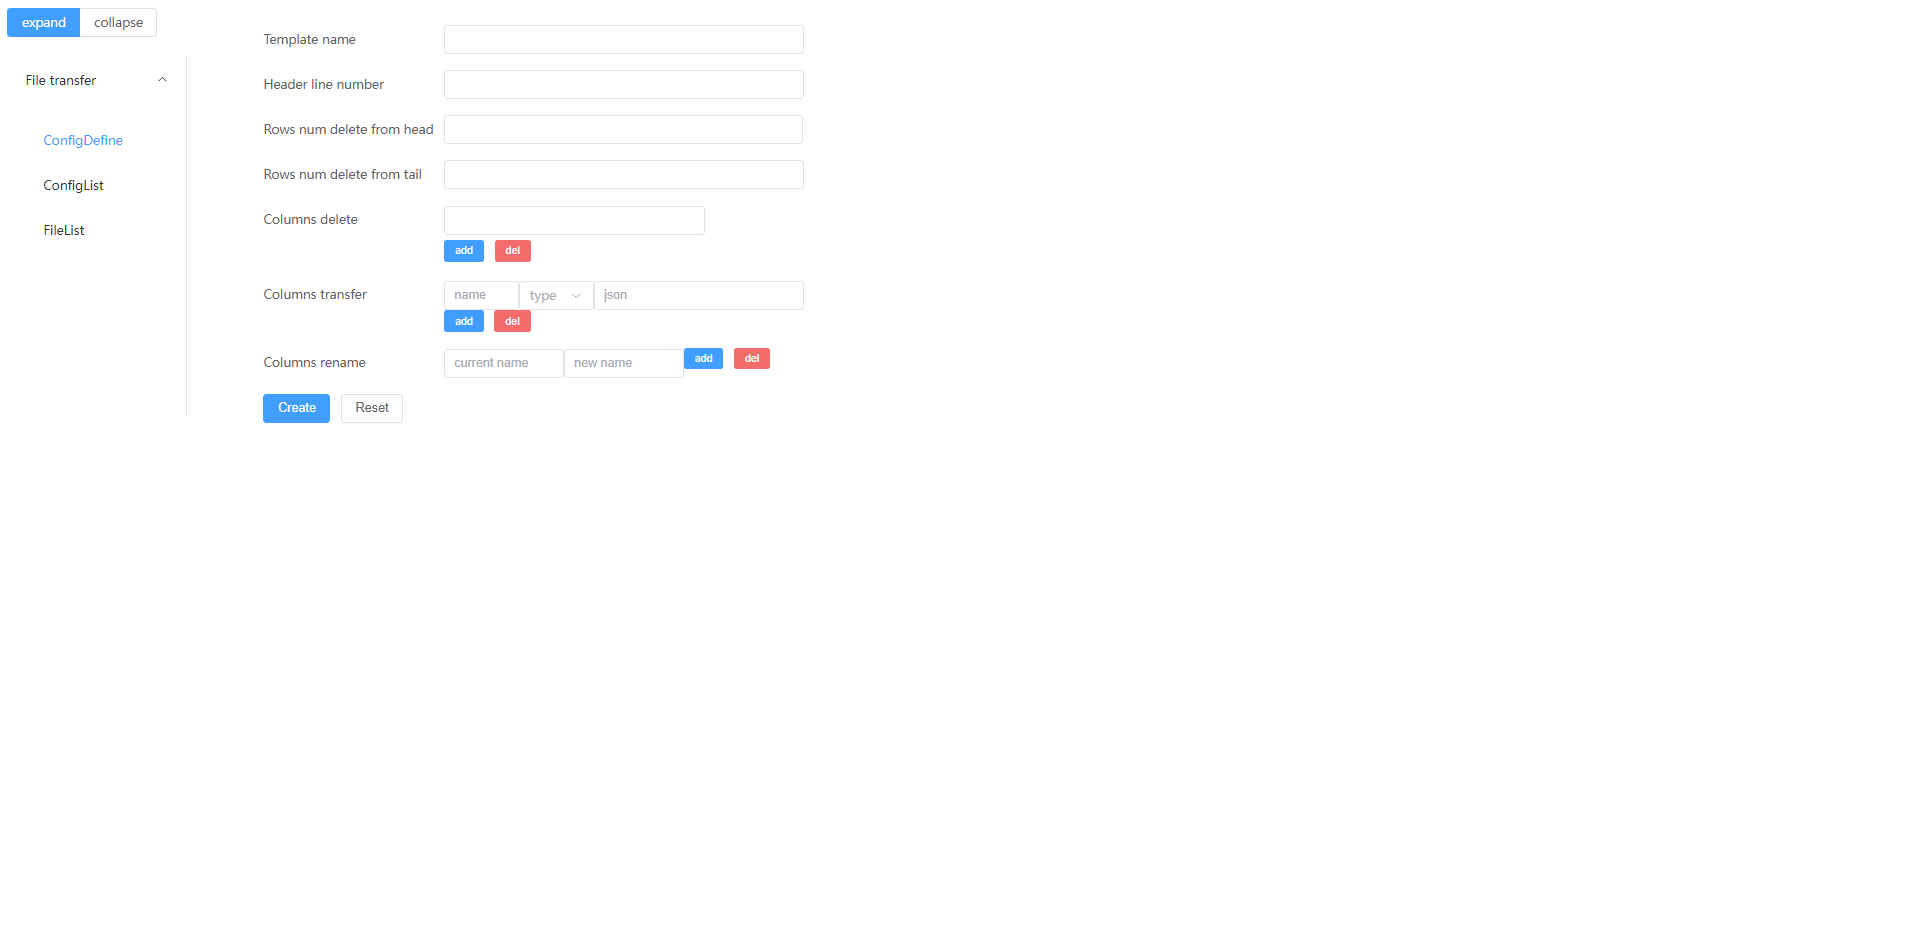 expand collapse
File transfer
ConfigDefine
ConfigList
FileList
Template name
Header line number
Rows num delete from head
Rows num delete from tail
Columns delete
add del
Columns transfer name type json
add del
Columns rename current name new name add del
Create Reset